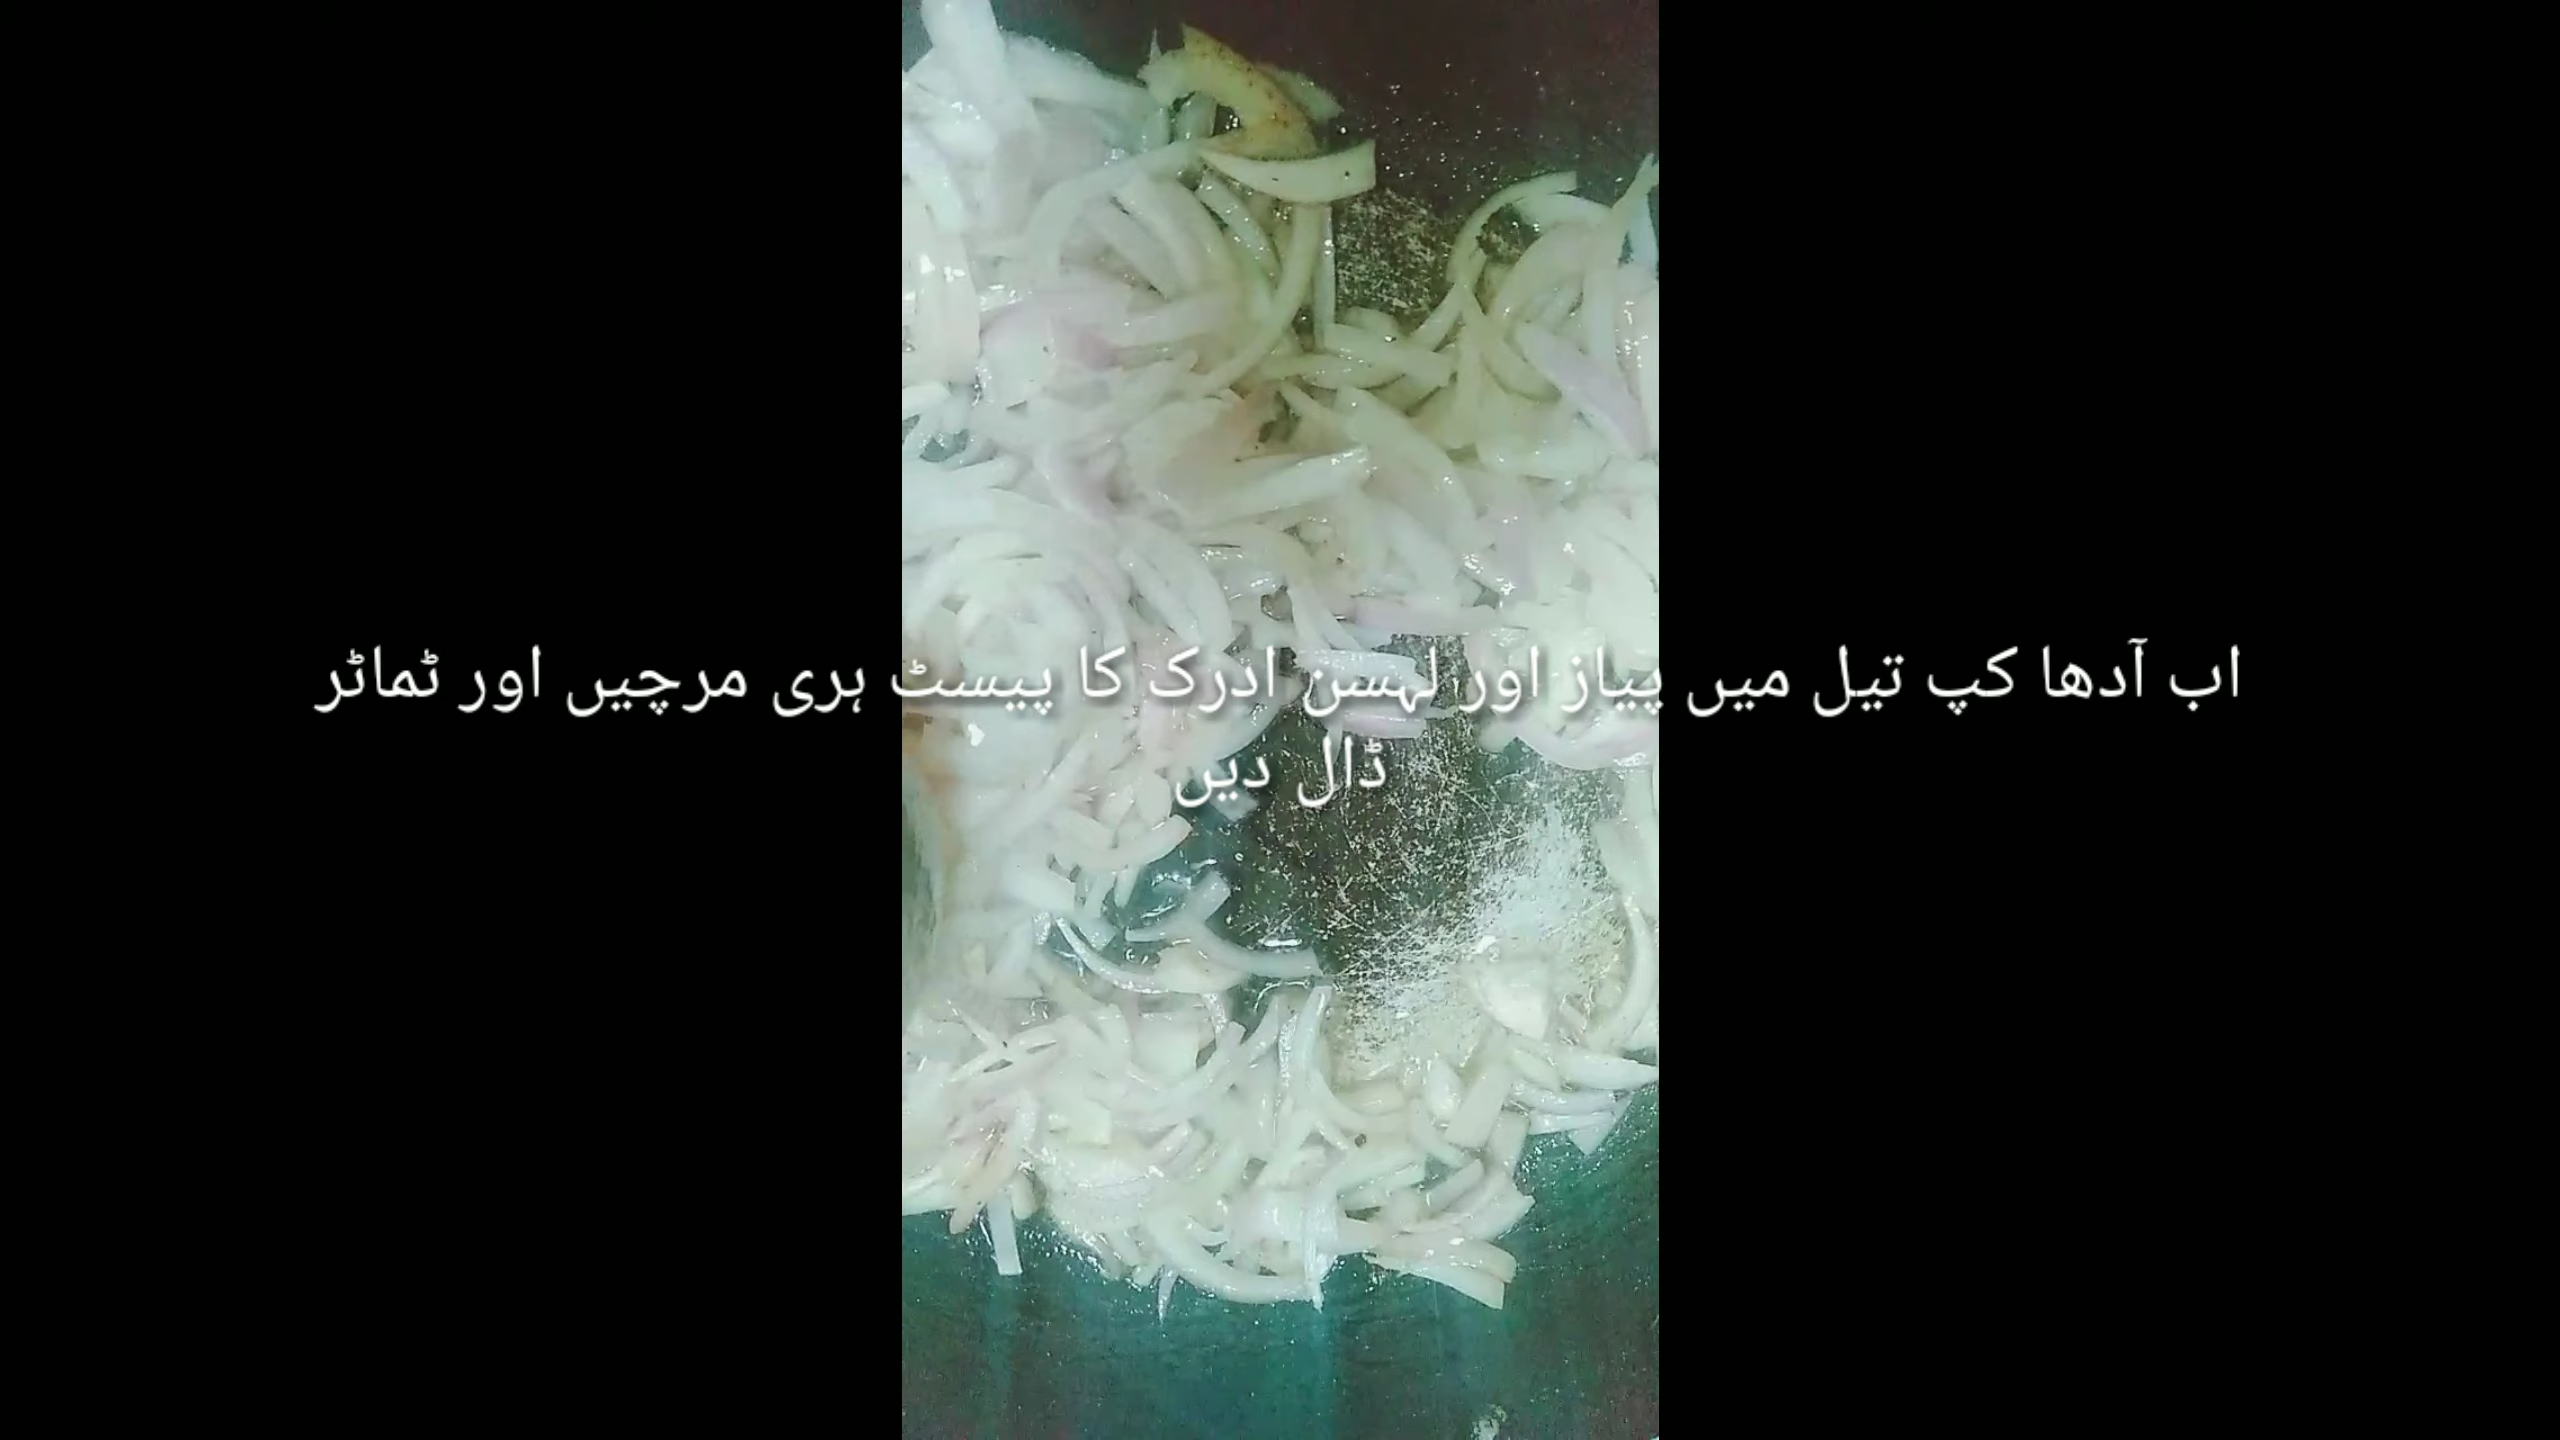 اب آدھا کپ تیل میں پیاز اور لہسن ادرک کا پیسٹ ہری مرچیں اور ٹماٹر
ڈال دیں